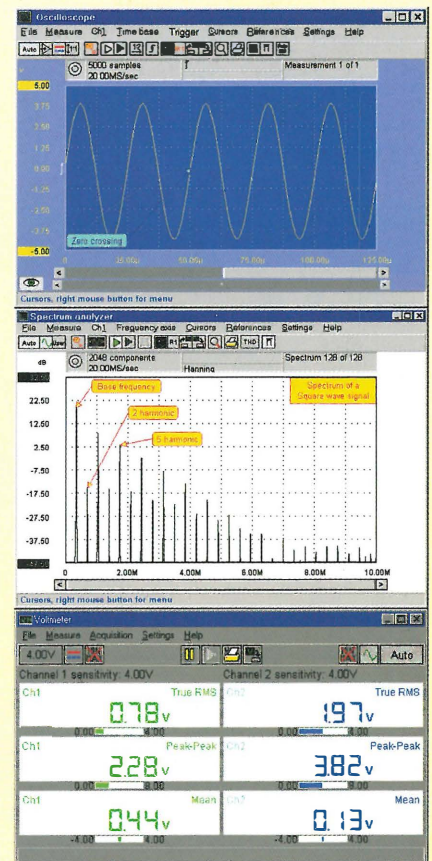 Oscilloscope
File Measure Ch1 Time base Trigger Cursors References Settings Help
Auto
5000 samples
20.00MS/sec
Measurement 1 of 1
5.00
3.75
2.50
1.25
0.00
-1.25
-2.50
-3.75
-5.00
Zero crossing
0 25.00µ 50.00µ 75.00µ 100.00µ 125.00µ
Cursors, right mouse button for menu
Spectrum analyzer
File Measure Ch1 Frequency axis Cursors References Settings Help
Auto THD
2048 components
20.00MS/sec
Hanning
Spectrum 128 of 128
dB
22.50
12.50
2.50
-7.50
-17.50
-27.50
-37.50
Base frequency
2 harmonic
5 harmonic
Spectrum of a
Square wave signal
0 2.00M 4.00M 6.00M 8.00M 10.00M
Cursors, right mouse button for menu
Voltmeter
File Measure Acquisition Settings Help
4.00V Auto
Channel 1 sensitivity: 4.00V Channel 2 sensitivity: 4.00V
Ch1 True RMS Ch2 True RMS
0.78v 1.97v
0.00 4.00 0.00 4.00
Ch1 Peak-Peak Ch2 Peak-Peak
2.28v 3.82v
0.00 8.00 0.00 8.00
Ch1 Mean Ch2 Mean
0.44v 0.13v
-4.00 4.00 -4.00 4.00